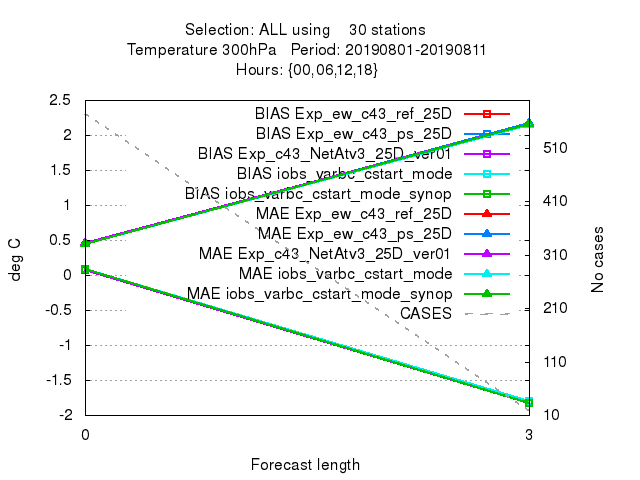 Selection: ALL using    30 stations
Temperature 300hPa   Period: 20190801-20190811
Hours: {00,06,12,18}
2.5
2
1.5
1
0.5
0
-0.5
-1
-1.5
-2
deg C
BIAS Exp_ew_c43_ref_25D
BIAS Exp_ew_c43_ps_25D
BIAS Exp_c43_NetAtv3_25D_ver01
BIAS iobs_varbc_cstart_mode
BIAS iobs_varbc_cstart_mode_synop
MAE Exp_ew_c43_ref_25D
MAE Exp_ew_c43_ps_25D
MAE Exp_c43_NetAtv3_25D_ver01
MAE iobs_varbc_cstart_mode
MAE iobs_varbc_cstart_mode_synop
CASES
510
410
310
210
110
10
No cases
0 3
Forecast length